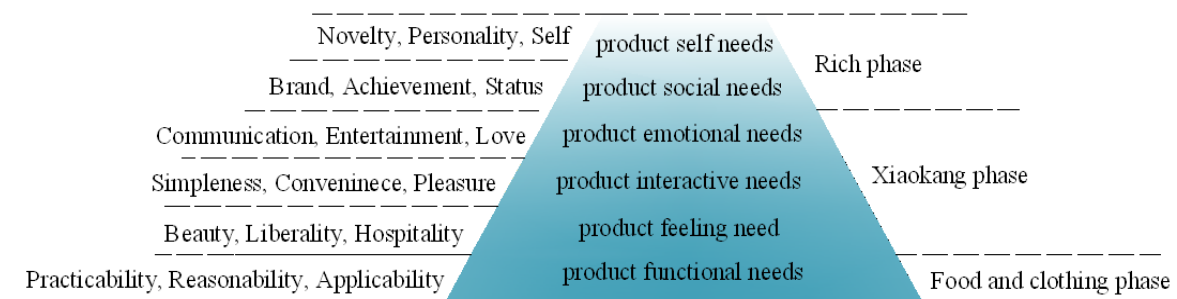 Novelty, Personality, Self
product self needs
Rich phase
Brand, Achievement, Status
product social needs
Communication, Entertainment, Love
product emotional needs
Simpleness, Conveninece, Pleasure
product interactive needs
Xiaokang phase
Beauty, Liberality, Hospitality
product feeling need
Practicability, Reasonability, Applicability
product functional needs
Food and clothing phase